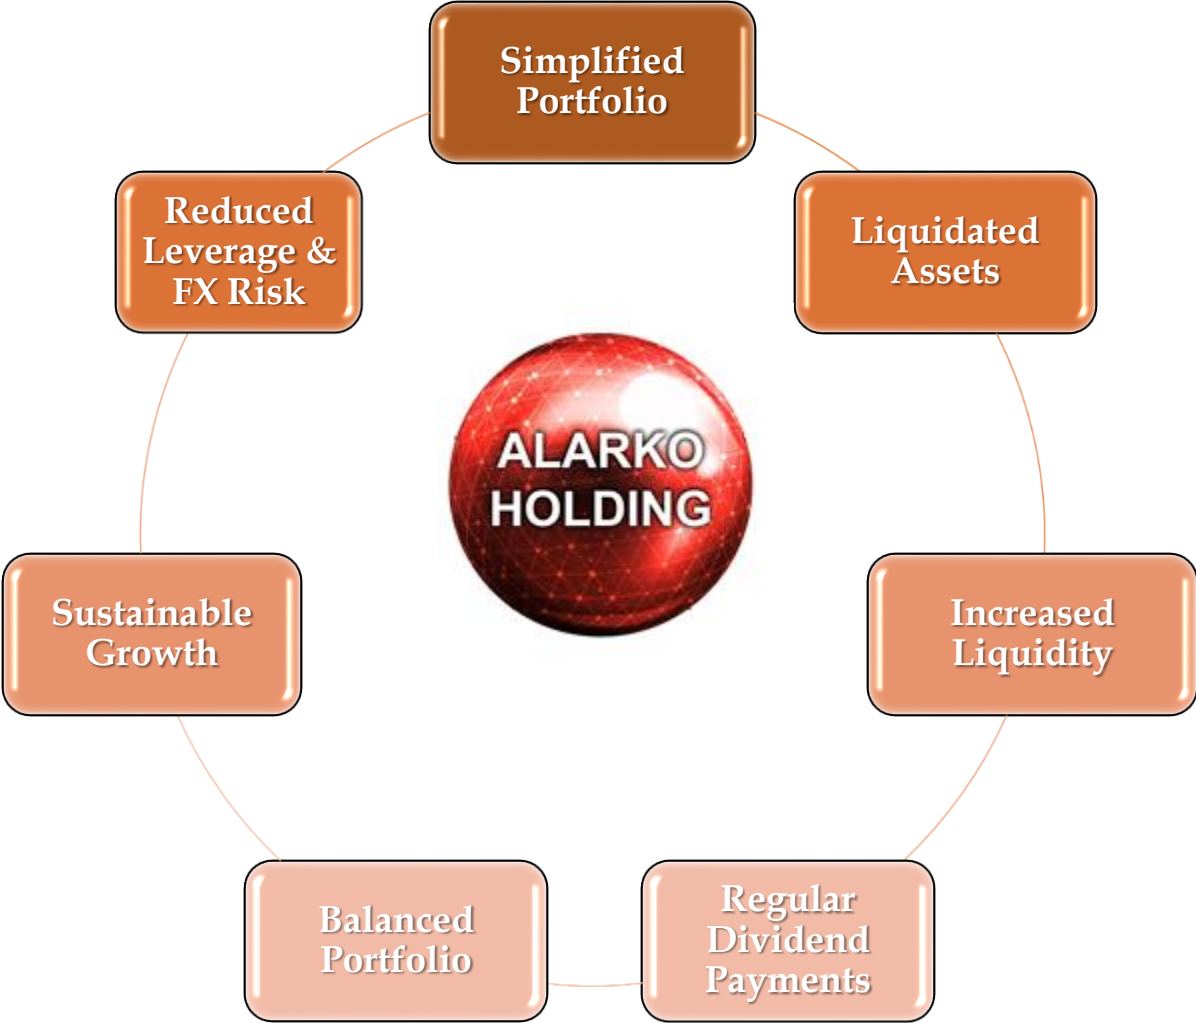 Simplified
Portfolio
Liquidated
Assets
Increased
Liquidity
Regular
Dividend
Payments
Balanced
Portfolio
Sustainable
Growth
Reduced
Leverage &
FX Risk
ALARKO
HOLDING